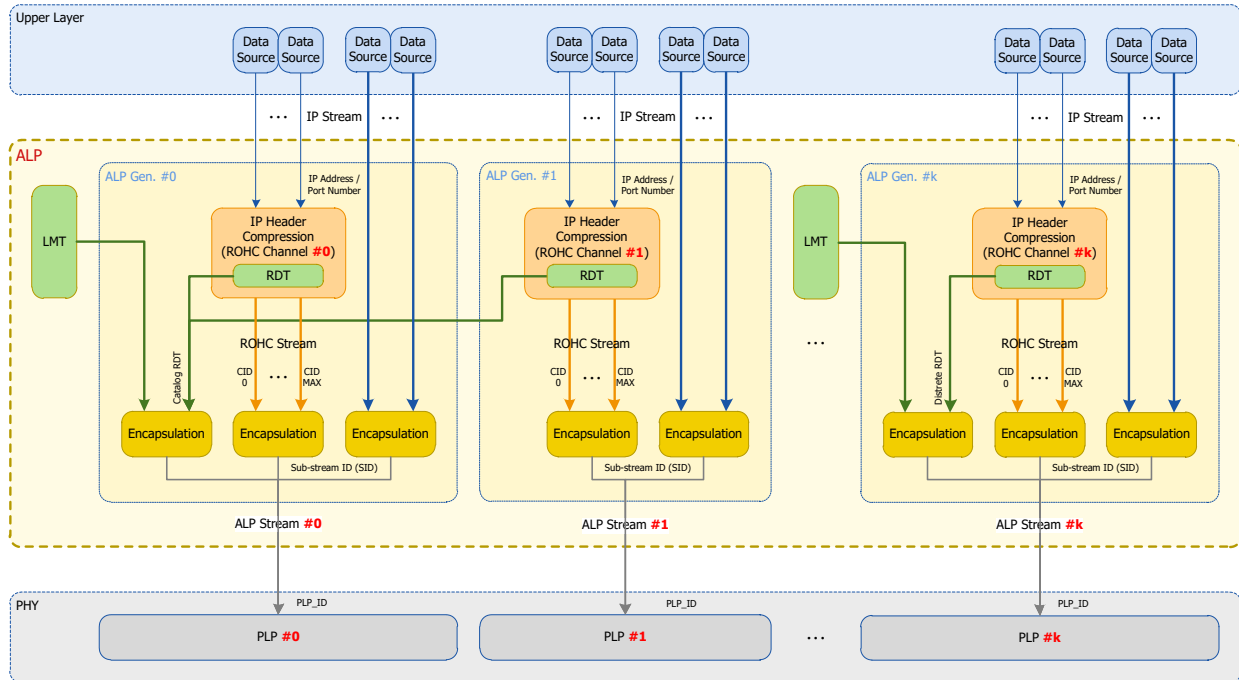 Upper Layer
Data Source
Data Source
Data Source
Data Source
Data Source
Data Source
Data Source
Data Source
Data Source
Data Source
Data Source
Data Source
...
IP Stream
...
...
IP Stream
...
...
IP Stream
...
ALP
ALP Gen. #0
IP Address /
Port Number
LMT
IP Header
Compression
(ROHC Channel #0)
RDT
ROHC Stream
Catalog RDT
CID
0
...
CID
MAX
Encapsulation
Encapsulation
Encapsulation
Sub-stream ID (SID)
ALP Stream #0
ALP Gen. #1
IP Address /
Port Number
IP Header
Compression
(ROHC Channel #1)
RDT
ROHC Stream
CID
0
...
CID
MAX
Encapsulation
Encapsulation
Sub-stream ID (SID)
ALP Stream #1
LMT
...
ALP Gen. #k
IP Address /
Port Number
IP Header
Compression
(ROHC Channel #k)
RDT
ROHC Stream
Distrete RDT
CID
0
...
CID
MAX
Encapsulation
Encapsulation
Encapsulation
Sub-stream ID (SID)
ALP Stream #k
PHY
PLP_ID
PLP_ID
PLP_ID
PLP #0
PLP #1
...
PLP #k